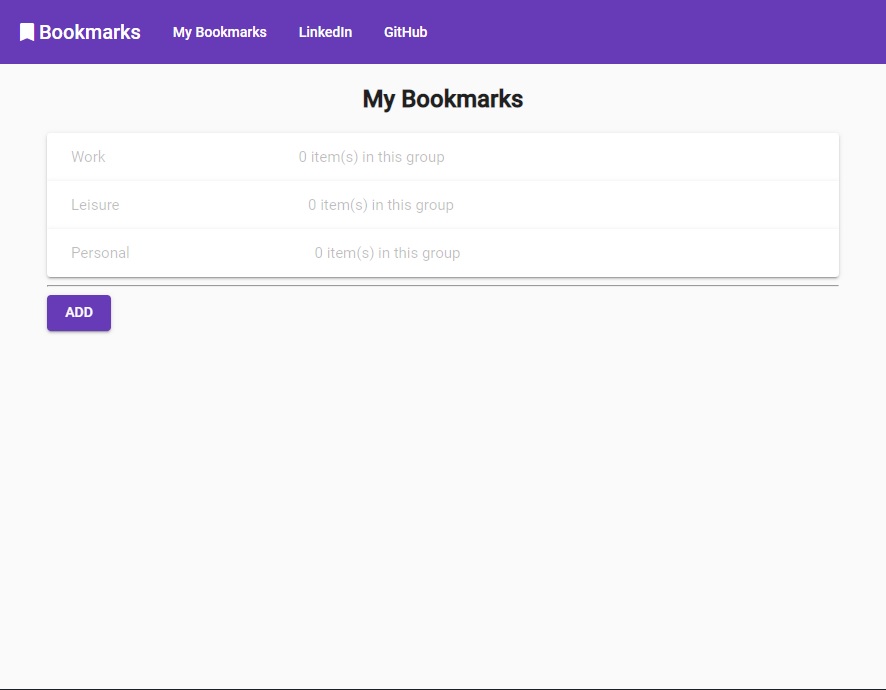 Bookmarks My Bookmarks LinkedIn GitHub
My Bookmarks
Work 0 item(s) in this group
Leisure 0 item(s) in this group
Personal 0 item(s) in this group
ADD